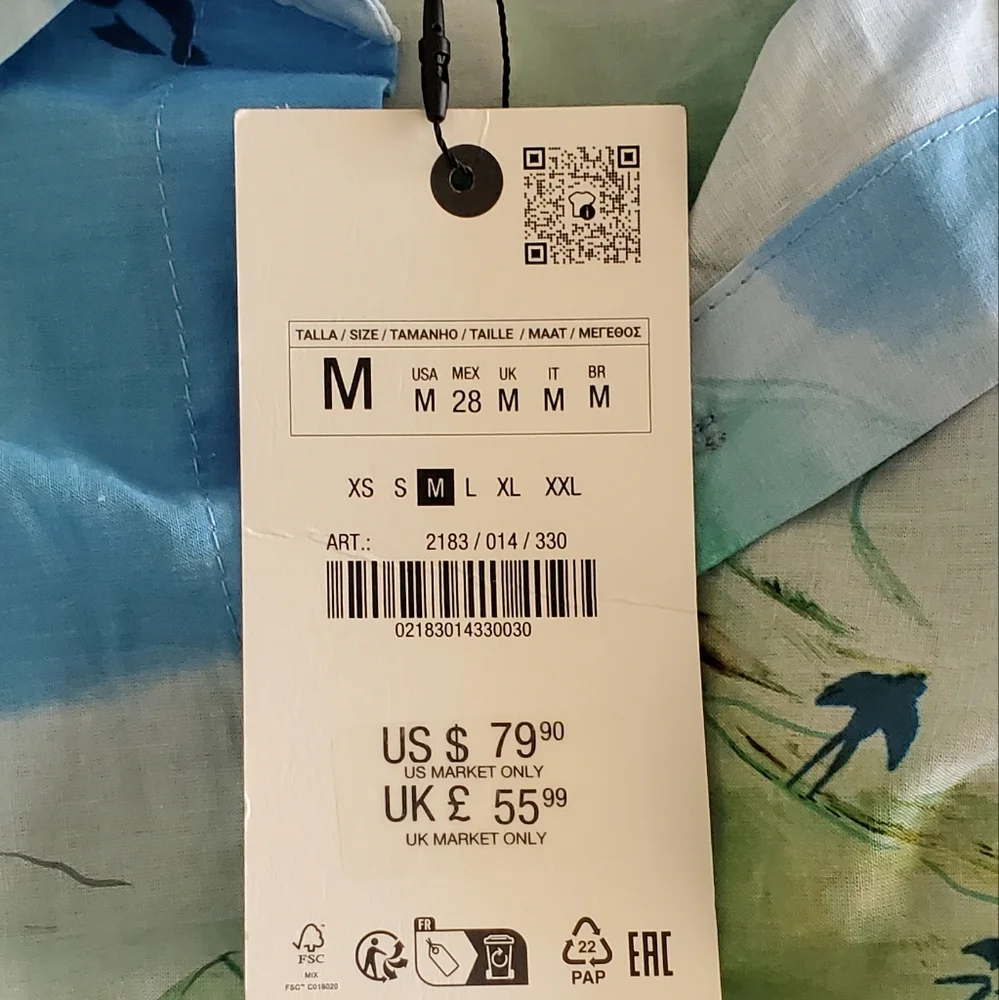 TALLA / SIZE / TAMANHO / TAILLE / MAAT / ΜΕΓΕΘΟΣ
M
USA MEX UK IT BR
M 28 M M M
XS S M L XL XXL
ART.: 2183 / 014 / 330
02183014330030
US $ 79⁹⁰
US MARKET ONLY
UK £ 55⁹⁹
UK MARKET ONLY
FSC
MIX
FSC™ C018020
FR
22
PAP
EAC